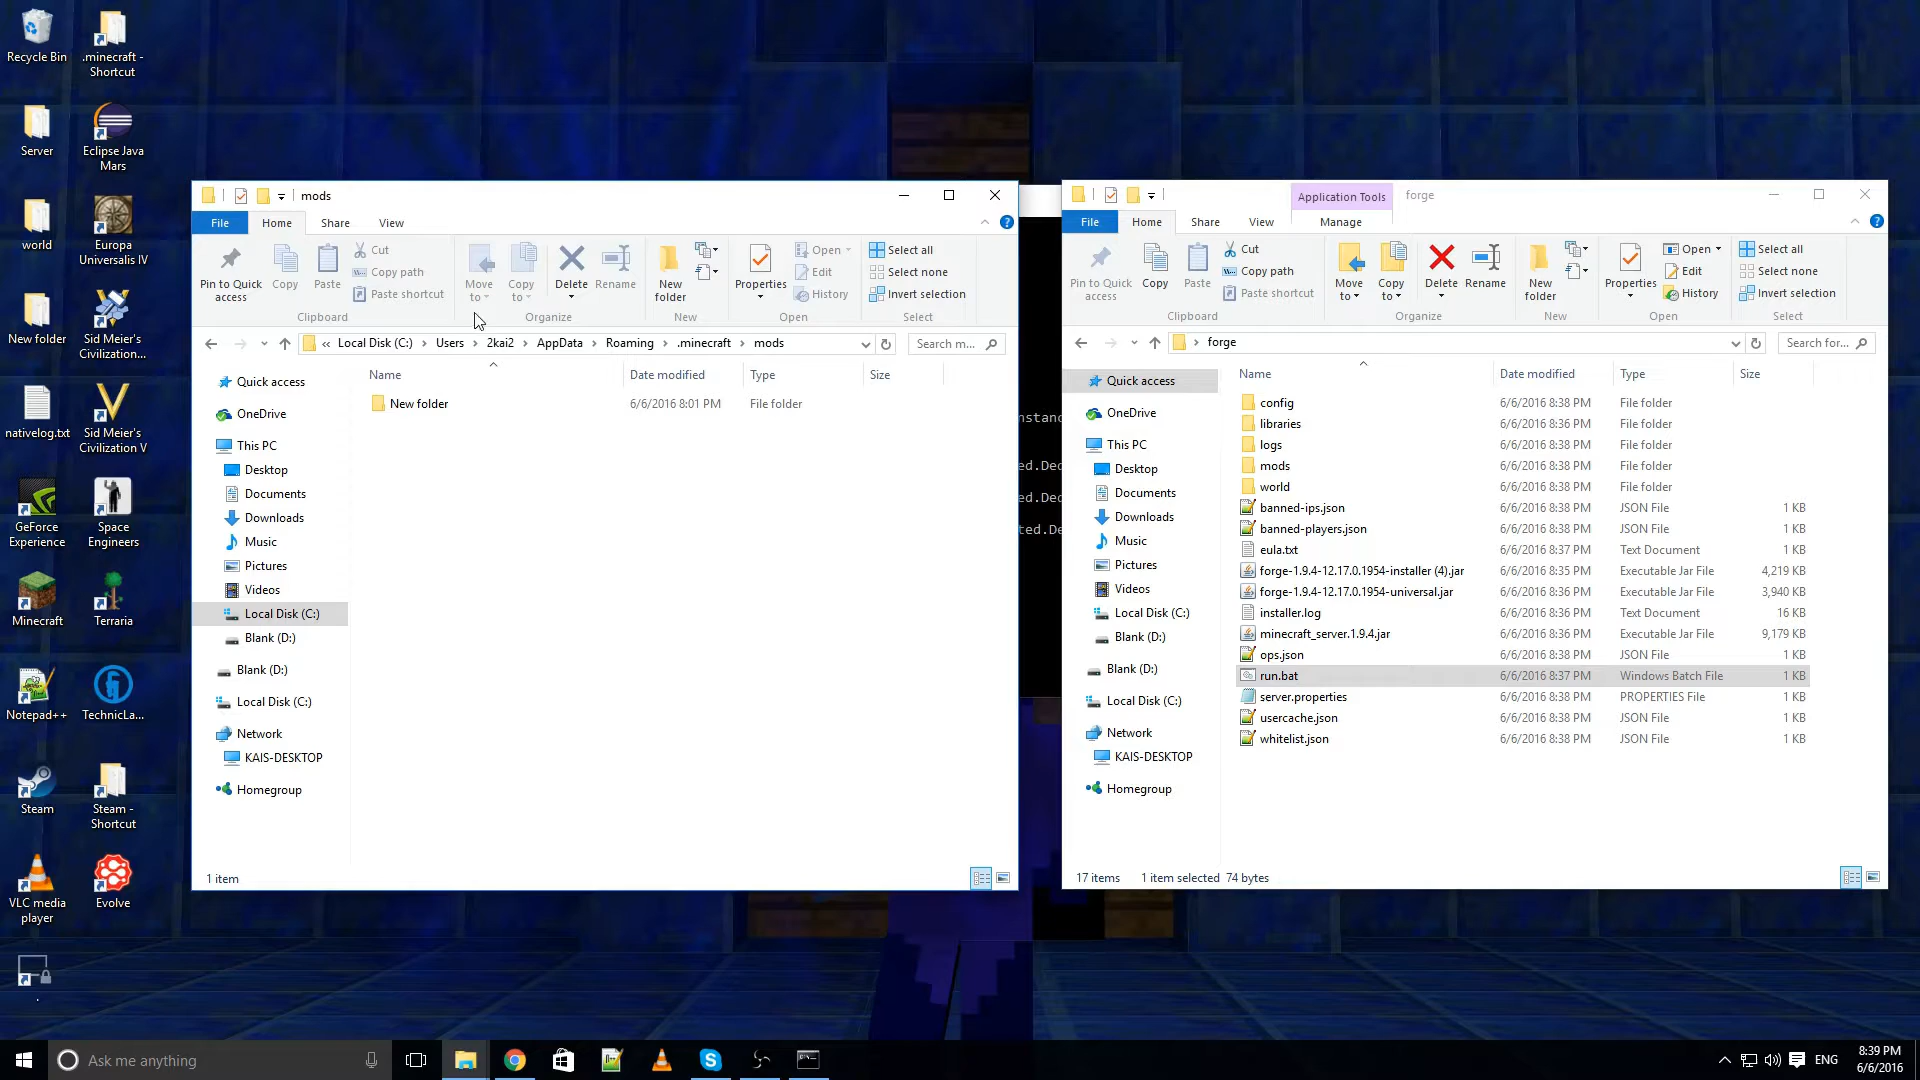 Recycle Bin
.minecraft - Shortcut
Server
Eclipse Java Mars
world
Europa Universalis IV
New folder
Sid Meier's Civilization...
nativelog.txt
Sid Meier's Civilization V
GeForce Experience
Space Engineers
Minecraft
Terraria
Notepad++
TechnicLa...
Steam
Steam - Shortcut
VLC media player
Evolve
.
mods
File Home Share View
Pin to Quick access
Copy
Paste
Cut
Copy path
Paste shortcut
Clipboard
Move to
Copy to
Delete
Rename
Organize
New folder
New
Properties
Open
Edit
History
Open
Select all
Select none
Invert selection
Select
« Local Disk (C:) › Users › 2kai2 › AppData › Roaming › .minecraft › mods
Search m...
Name Date modified Type Size
New folder 6/6/2016 8:01 PM File folder
Quick access
OneDrive
This PC
Desktop
Documents
Downloads
Music
Pictures
Videos
Local Disk (C:)
Blank (D:)
Blank (D:)
Local Disk (C:)
Network
KAIS-DESKTOP
Homegroup
1 item
nstanc
ed.Dec
ed.Dec
ted.De
Application Tools forge
File Home Share View Manage
Pin to Quick access
Copy
Paste
Cut
Copy path
Paste shortcut
Clipboard
Move to
Copy to
Delete
Rename
Organize
New folder
New
Properties
Open
Edit
History
Open
Select all
Select none
Invert selection
Select
› forge
Search for...
Name Date modified Type Size
config 6/6/2016 8:38 PM File folder
libraries 6/6/2016 8:36 PM File folder
logs 6/6/2016 8:38 PM File folder
mods 6/6/2016 8:38 PM File folder
world 6/6/2016 8:38 PM File folder
banned-ips.json 6/6/2016 8:38 PM JSON File 1 KB
banned-players.json 6/6/2016 8:38 PM JSON File 1 KB
eula.txt 6/6/2016 8:37 PM Text Document 1 KB
forge-1.9.4-12.17.0.1954-installer (4).jar 6/6/2016 8:35 PM Executable Jar File 4,219 KB
forge-1.9.4-12.17.0.1954-universal.jar 6/6/2016 8:36 PM Executable Jar File 3,940 KB
installer.log 6/6/2016 8:36 PM Text Document 16 KB
minecraft_server.1.9.4.jar 6/6/2016 8:36 PM Executable Jar File 9,179 KB
ops.json 6/6/2016 8:38 PM JSON File 1 KB
run.bat 6/6/2016 8:37 PM Windows Batch File 1 KB
server.properties 6/6/2016 8:38 PM PROPERTIES File 1 KB
usercache.json 6/6/2016 8:38 PM JSON File 1 KB
whitelist.json 6/6/2016 8:38 PM JSON File 1 KB
Quick access
OneDrive
This PC
Desktop
Documents
Downloads
Music
Pictures
Videos
Local Disk (C:)
Blank (D:)
Blank (D:)
Local Disk (C:)
Network
KAIS-DESKTOP
Homegroup
17 items 1 item selected 74 bytes
Ask me anything
ENG
8:39 PM
6/6/2016